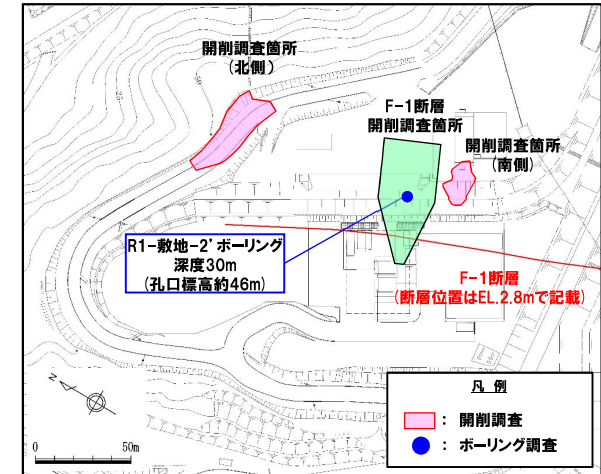 開削調査箇所
(北側)
F-1断層
開削調査箇所
開削調査箇所
(南側)
R1-敷地-2'ボーリング
深度30m
(孔口標高約46m)
F-1断層
(断層位置はEL.2.8mで記載)
N
0 50m
凡 例
: 開削調査
: ボーリング調査